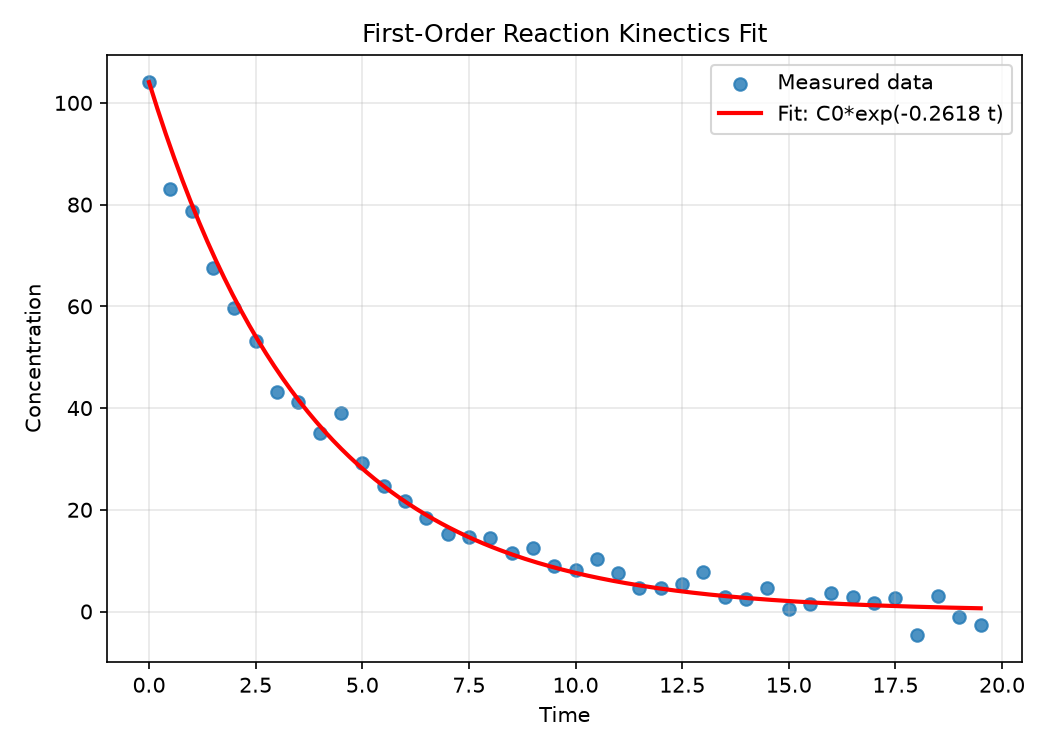 First-Order Reaction Kinectics Fit
Measured data
Fit: C0*exp(-0.2618 t)
Concentration
100
80
60
40
20
0
0.0 2.5 5.0 7.5 10.0 12.5 15.0 17.5 20.0
Time